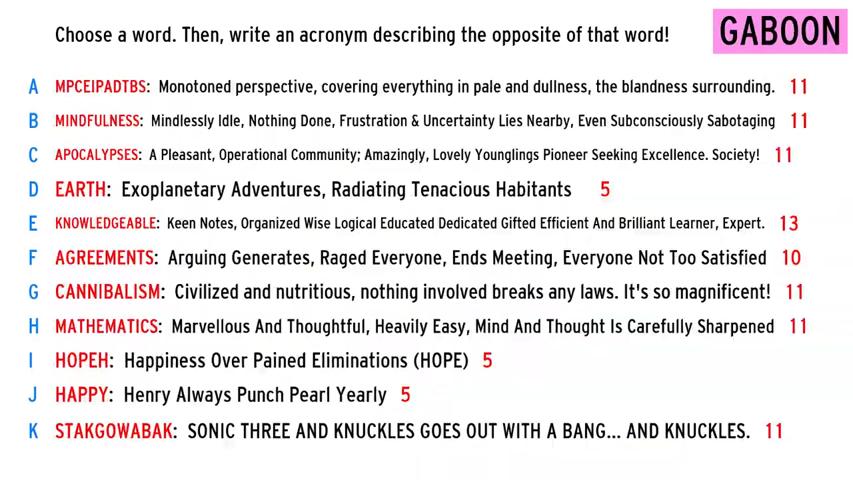 Choose a word. Then, write an acronym describing the opposite of that word! GABOON
A MPCEIPADTBS: Monotoned perspective, covering everything in pale and dullness, the blandness surrounding. 11
B MINDFULNESS: Mindlessly Idle, Nothing Done, Frustration & Uncertainty Lies Nearby, Even Subconsciously Sabotaging 11
C APOCALYPSES: A Pleasant, Operational Community; Amazingly, Lovely Younglings Pioneer Seeking Excellence. Society! 11
D EARTH: Exoplanetary Adventures, Radiating Tenacious Habitants 5
E KNOWLEDGEABLE: Keen Notes, Organized Wise Logical Educated Dedicated Gifted Efficient And Brilliant Learner, Expert. 13
F AGREEMENTS: Arguing Generates, Raged Everyone, Ends Meeting, Everyone Not Too Satisfied 10
G CANNIBALISM: Civilized and nutritious, nothing involved breaks any laws. It's so magnificent! 11
H MATHEMATICS: Marvellous And Thoughtful, Heavily Easy, Mind And Thought Is Carefully Sharpened 11
I HOPEH: Happiness Over Pained Eliminations (HOPE) 5
J HAPPY: Henry Always Punch Pearl Yearly 5
K STAKGOWABAK: SONIC THREE AND KNUCKLES GOES OUT WITH A BANG... AND KNUCKLES. 11